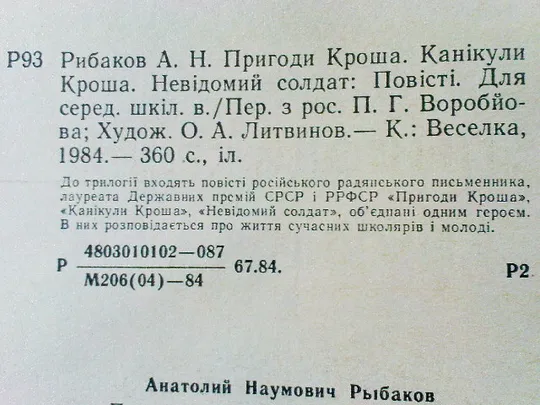 Р93 Рибаков А. Н. Пригоди Кроша. Канікули
Кроша. Невідомий солдат: Повісті. Для
серед. шкіл. в./Пер. з рос. П. Г. Воробйо-
ва; Худож. О. А. Литвинов.— К.: Веселка,
1984.— 360 с., іл.
До трилогії входять повісті російського радянського письменника,
лауреата Державних премій СРСР і РРФСР «Пригоди Кроша»,
«Канікули Кроша», «Невідомий солдат», об'єднані одним героєм.
В них розповідається про життя сучасних школярів і молоді.
Р 4803010102—087 67.84.
М206(04)—84
Р2
Анатолий Наумович Рыбаков